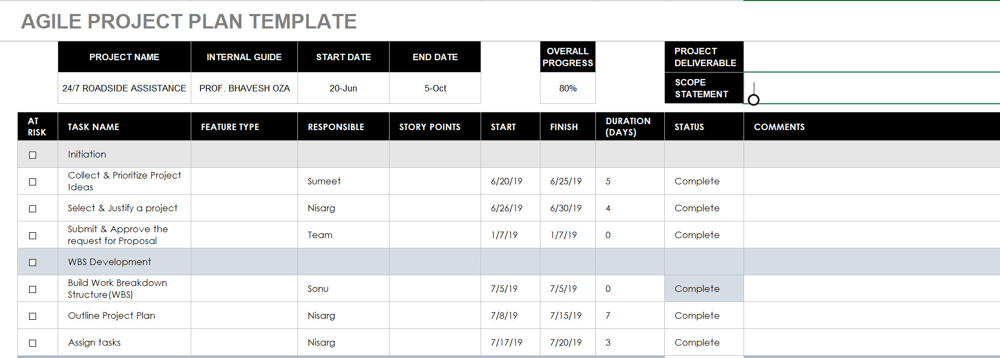 AGILE PROJECT PLAN TEMPLATE
PROJECT NAME INTERNAL GUIDE START DATE END DATE OVERALL PROGRESS PROJECT DELIVERABLE
24/7 ROADSIDE ASSISTANCE PROF. BHAVESH OZA 20-Jun 5-Oct 80% SCOPE STATEMENT
AT RISK TASK NAME FEATURE TYPE RESPONSIBLE STORY POINTS START FINISH DURATION (DAYS) STATUS COMMENTS
Initiation
Collect & Prioritize Project Ideas Sumeet 6/20/19 6/25/19 5 Complete
Select & Justify a project Nisarg 6/26/19 6/30/19 4 Complete
Submit & Approve the request for Proposal Team 1/7/19 1/7/19 0 Complete
WBS Development
Build Work Breakdown Structure(WBS) Sonu 7/5/19 7/5/19 0 Complete
Outline Project Plan Nisarg 7/8/19 7/15/19 7 Complete
Assign tasks Nisarg 7/17/19 7/20/19 3 Complete